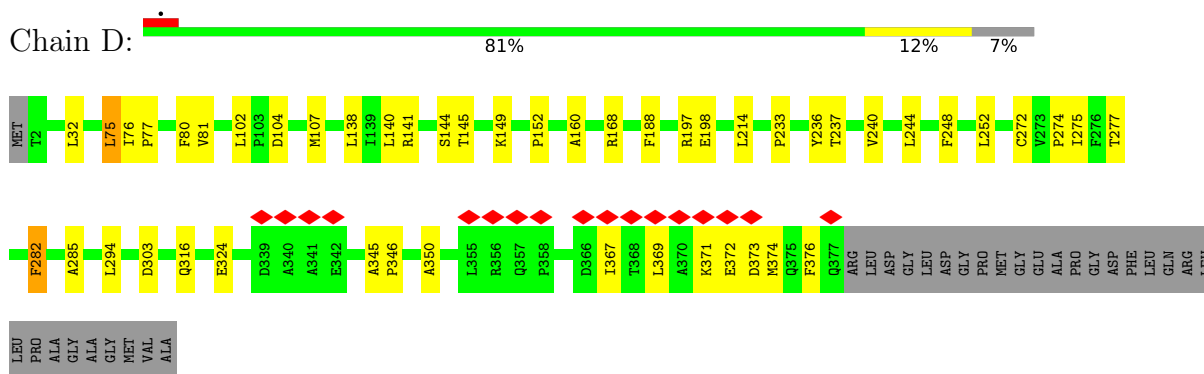 Chain D:
81% 12% 7%
MET T2 L32 L75 I76 P77 F80 V81 L102 P103 D104 M107 L138 I139 L140 R141 S144 T145 K149 P152 A160 R168 F188 R197 E198 L214 P233 Y236 T237 V240 L244 F248 L252 C272 V273 P274 I275 F276 T277
F282 A285 L294 D303 Q316 E324 D339 A340 A341 E342 A345 P346 A350 L355 R356 Q357 P358 D366 I367 T368 L369 A370 K371 E372 D373 M374 Q375 F376 Q377 ARG LEU ASP GLY LEU ASP GLY PRO MET GLY GLU ALA PRO GLY ASP PHE LEU GLN ARG LEU
LEU PRO ALA GLY ALA GLY MET VAL ALA